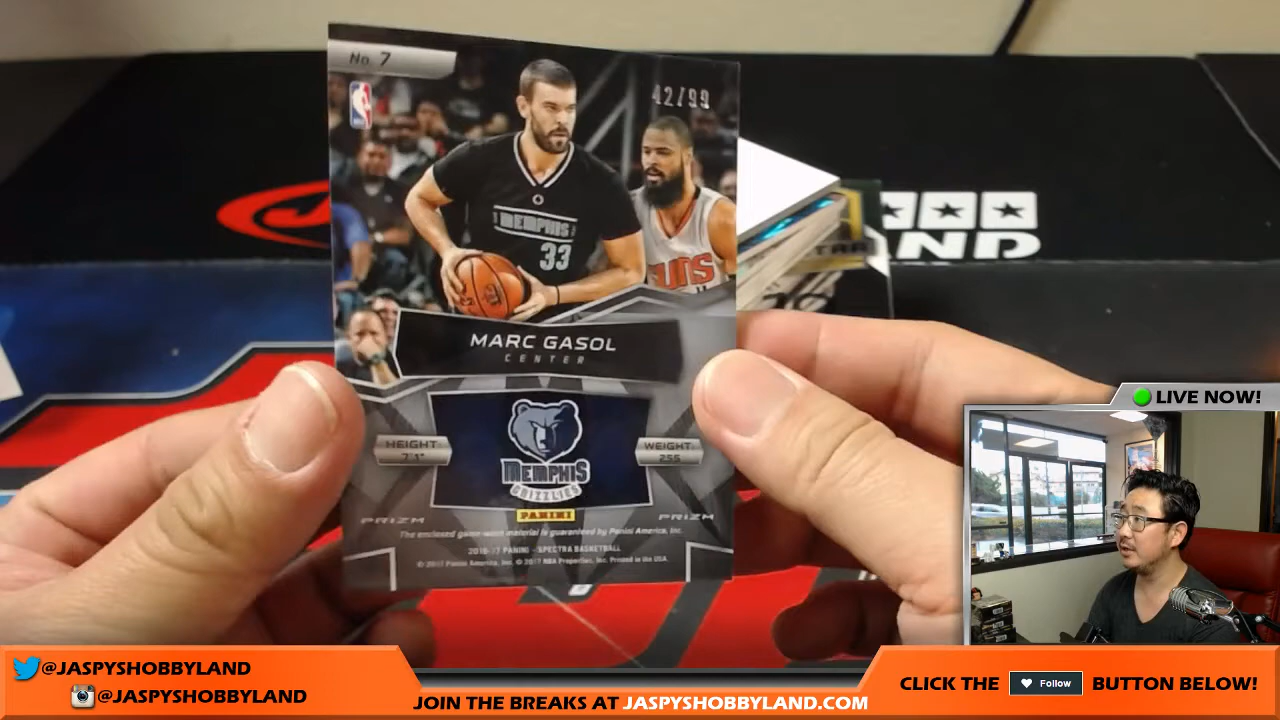 No. 7
42/99
MEMPHIS
33
SUNS
MARC GASOL
CENTER
HEIGHT:
7'1"
WEIGHT:
255
MEMPHIS
GRIZZLIES
PANINI
PRIZM
PRIZM
The enclosed game-worn material is guaranteed by Panini America, Inc.
2016-17 PANINI - SPECTRA BASKETBALL
© 2017 Panini America, Inc. © 2017 NBA Properties, Inc. Printed in the USA.
LIVE NOW!
@JASPYSHOBBYLAND
@JASPYSHOBBYLAND
JOIN THE BREAKS AT JASPYSHOBBYLAND.COM
CLICK THE Follow BUTTON BELOW!